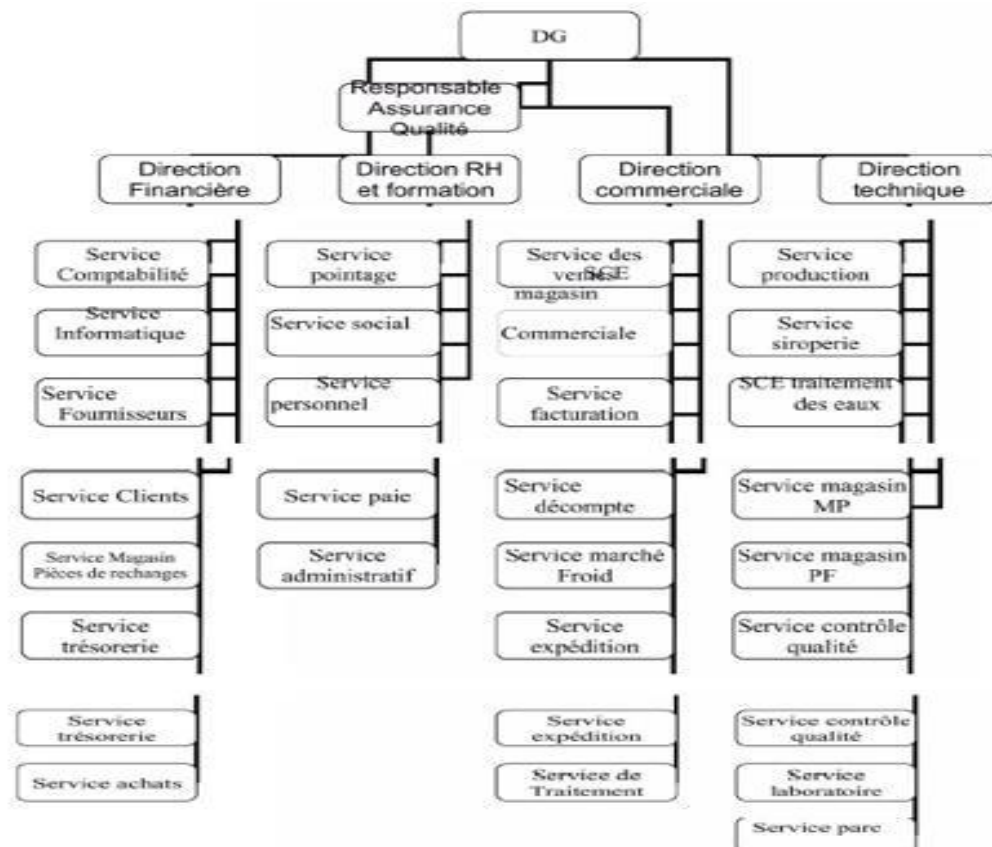 DG
Responsable
Assurance
Qualité
Direction
Financière
Direction RH
et formation
Direction
commerciale
Direction
technique
Service
Comptabilité
Service
pointage
Service des
SCE
magasin
Service
production
Service
Informatique
Service social
Commerciale
Service
siroperie
Service
Fournisseurs
Service
personnel
Service
facturation
SCE traitement
des eaux
Service Clients
Service paie
Service
décompte
Service magasin
MP
Service Magasin
Pièces de rechanges
Service
administratif
Service marché
Froid
Service magasin
PF
Service
trésorerie
Service
expédition
Service contrôle
qualité
Service
trésorerie
Service
expédition
Service contrôle
qualité
Service achats
Service de
Traitement
Service
laboratoire
Service parc